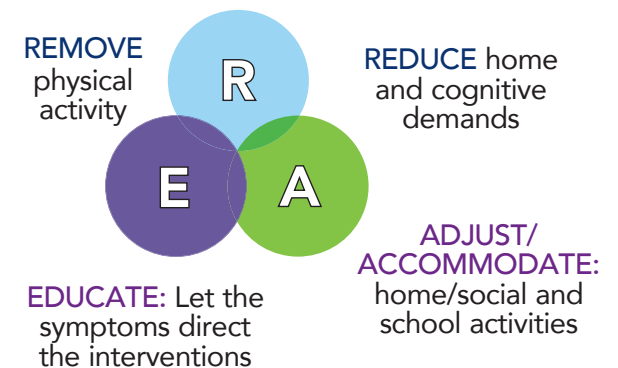 REMOVE
physical
activity
R
REDUCE home
and cognitive
demands
E
A
EDUCATE: Let the
symptoms direct
the interventions
ADJUST/
ACCOMMODATE:
home/social and
school activities